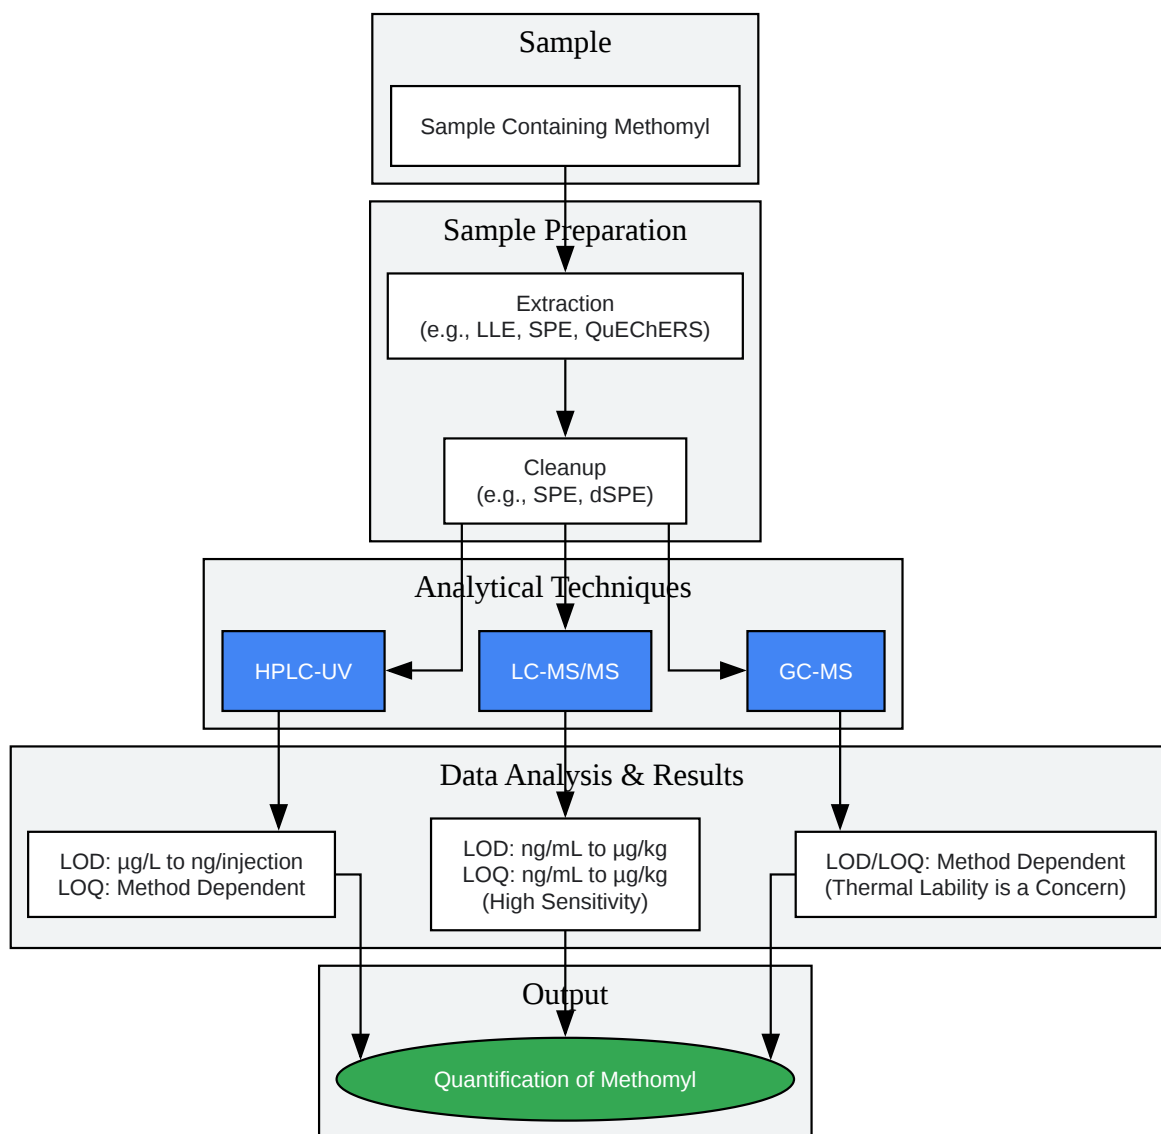 Sample
Sample Containing Methomyl
Sample Preparation
Extraction
(e.g., LLE, SPE, QuEChERS)
Cleanup
(e.g., SPE, dSPE)
Analytical Techniques
HPLC-UV
LC-MS/MS
GC-MS
Data Analysis & Results
LOD: µg/L to ng/injection
LOQ: Method Dependent
LOD: ng/mL to µg/kg
LOQ: ng/mL to µg/kg
(High Sensitivity)
LOD/LOQ: Method Dependent
(Thermal Lability is a Concern)
Output
Quantification of Methomyl